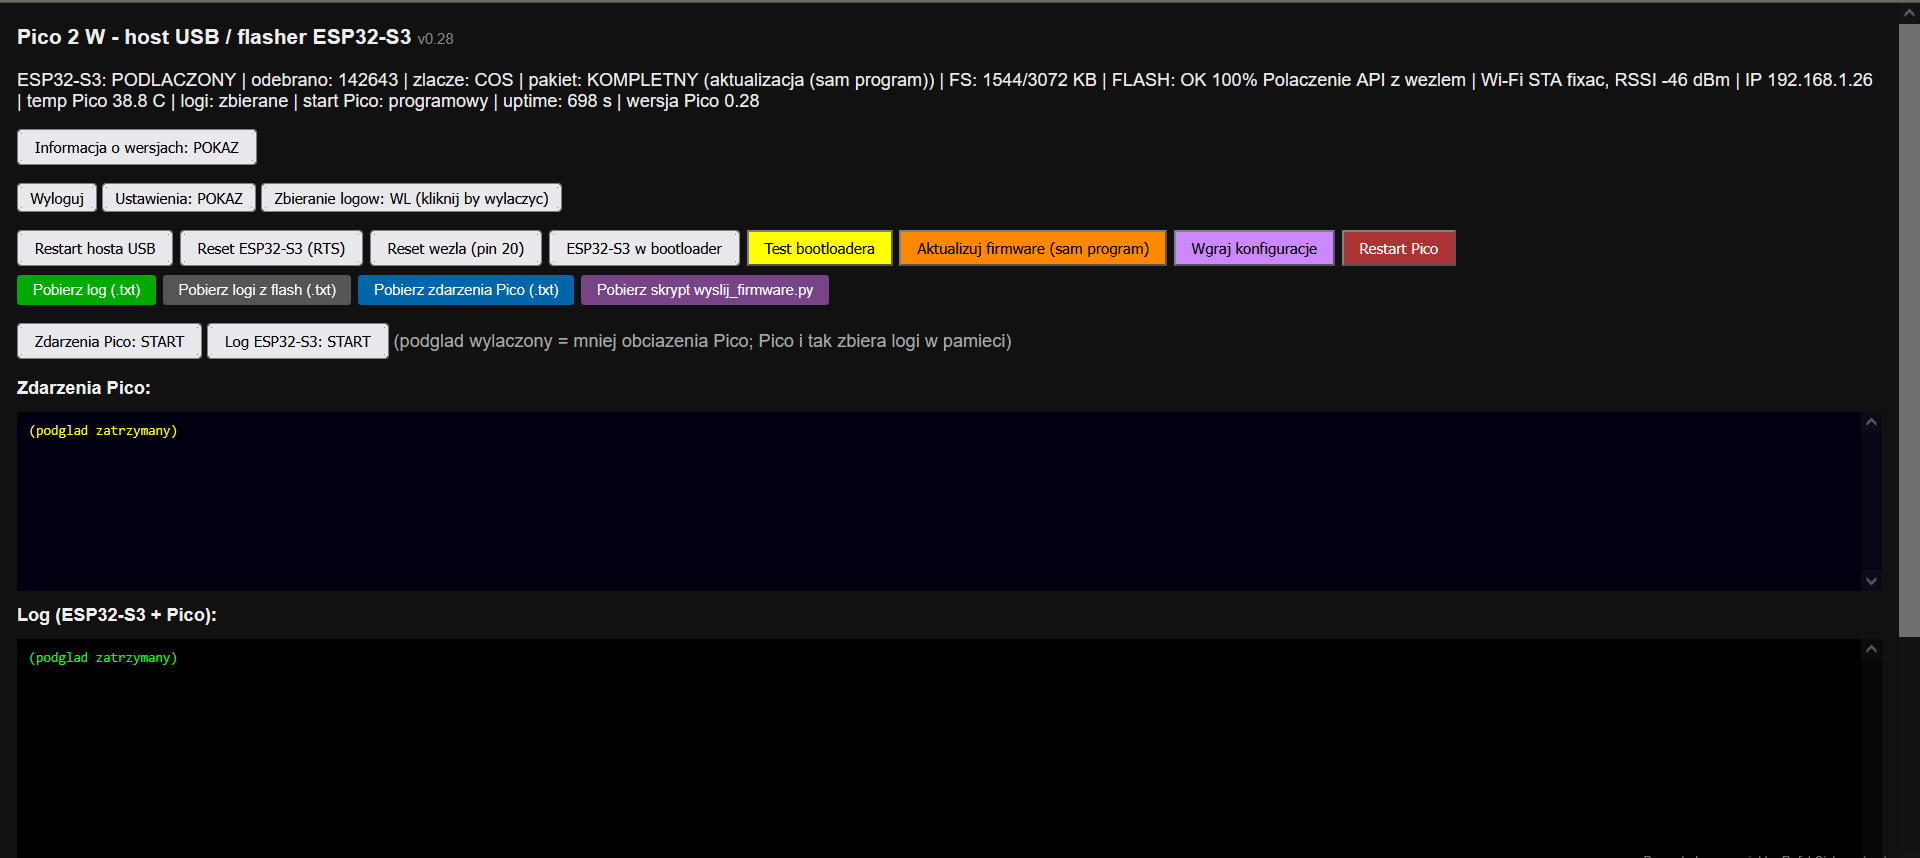 Pico 2 W - host USB / flasher ESP32-S3 v0.28
ESP32-S3: PODLACZONY | odebrano: 142643 | zlacze: COS | pakiet: KOMPLETNY (aktualizacja (sam program)) | FS: 1544/3072 KB | FLASH: OK 100% Polaczenie API z wezlem | Wi-Fi STA fixac, RSSI -46 dBm | IP 192.168.1.26
| temp Pico 38.8 C | logi: zbierane | start Pico: programowy | uptime: 698 s | wersja Pico 0.28
Informacja o wersjach: POKAZ
Wyloguj Ustawienia: POKAZ Zbieranie logow: WL (kliknij by wylaczyc)
Restart hosta USB Reset ESP32-S3 (RTS) Reset wezla (pin 20) ESP32-S3 w bootloader Test bootloadera Aktualizuj firmware (sam program) Wgraj konfiguracje Restart Pico
Pobierz log (.txt) Pobierz logi z flash (.txt) Pobierz zdarzenia Pico (.txt) Pobierz skrypt wyslij_firmware.py
Zdarzenia Pico: START Log ESP32-S3: START (podglad wylaczony = mniej obciazenia Pico; Pico i tak zbiera logi w pamieci)
Zdarzenia Pico:
(podglad zatrzymany)
Log (ESP32-S3 + Pico):
(podglad zatrzymany)